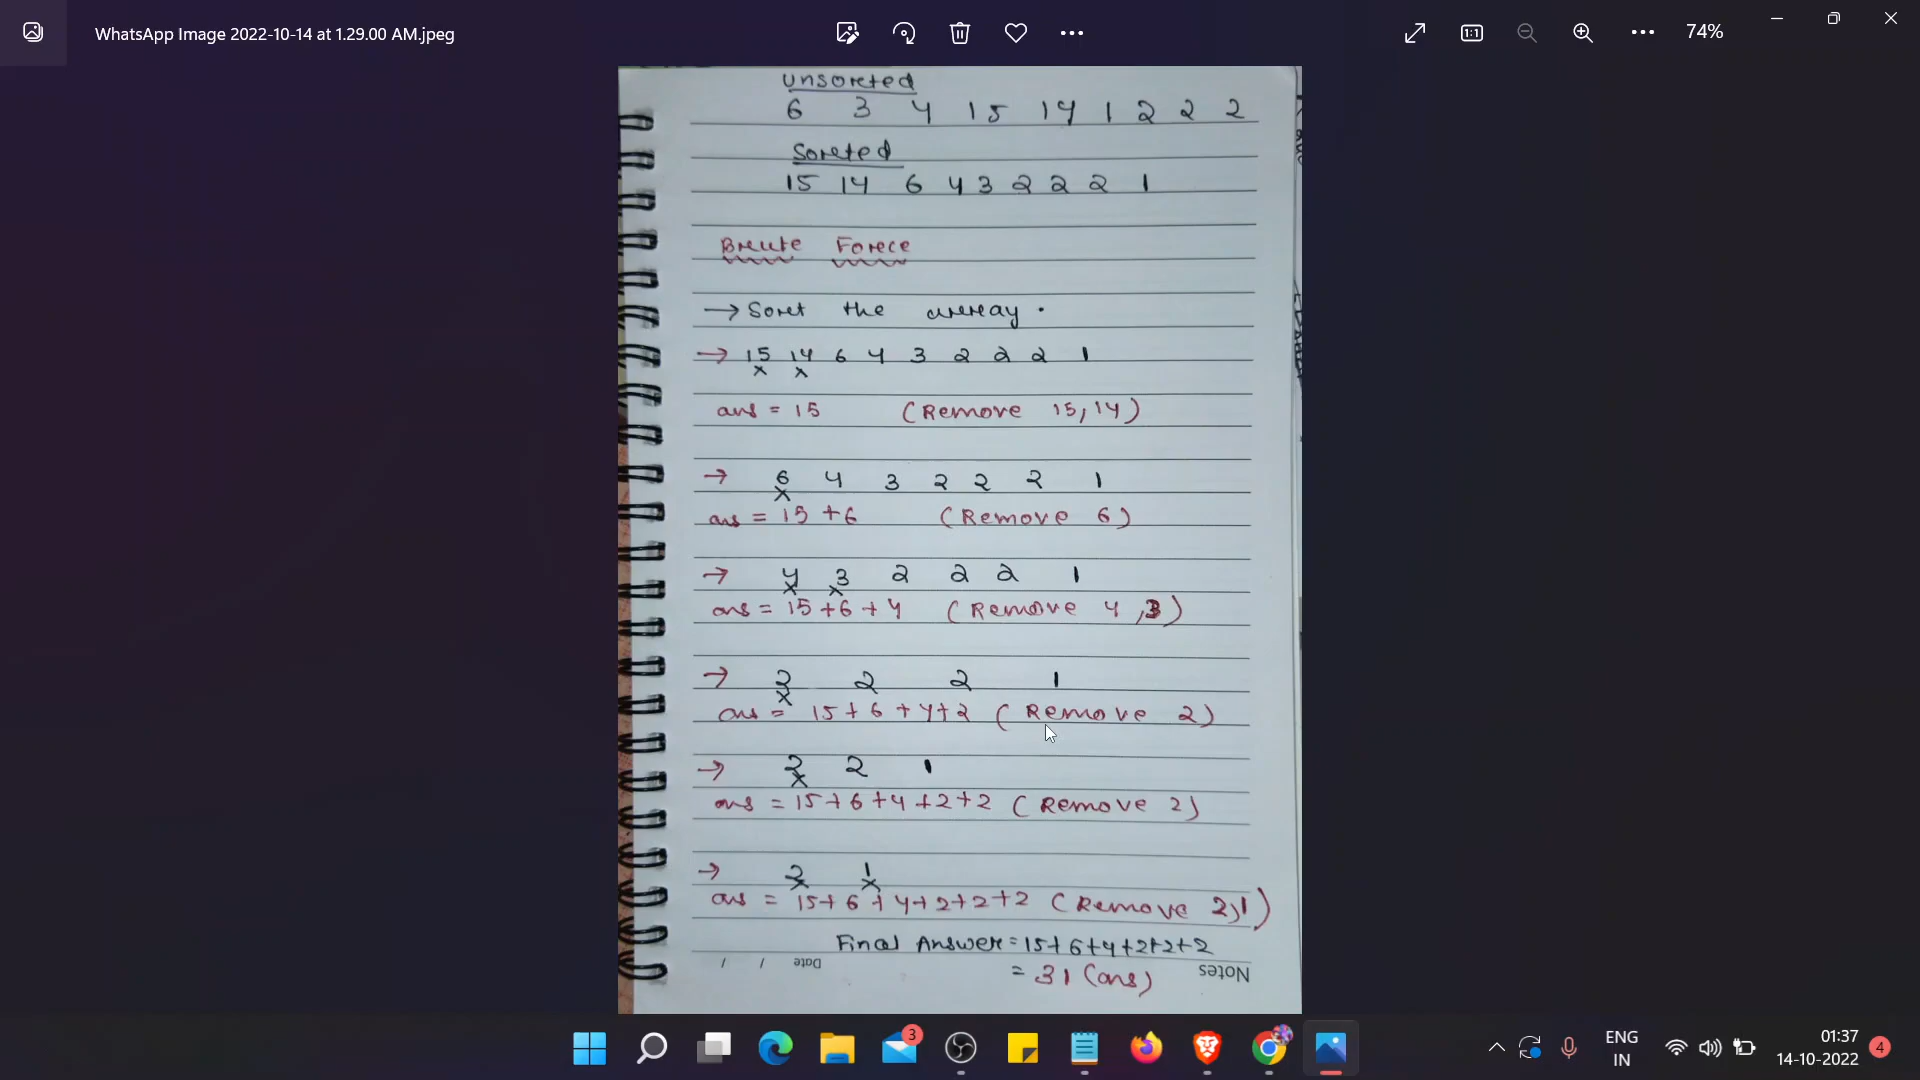 WhatsApp Image 2022-10-14 at 1.29.00 AM.jpeg
74%
Unsorted
6 3 4 15 14 1 2 2 2
Sorted
15 14 6 4 3 2 2 2 1
Brute Force
→ Sort the array.
→ 15 14 6 4 3 2 2 2 1
x x
ans = 15 (Remove 15,14)
→ 6 4 3 2 2 2 1
x
ans = 15 +6 (Remove 6)
→ 4 3 2 2 2 1
x x
ans = 15 +6 + 4 (Remove 4 ,3)
→ 2 2 2 1
x
ans = 15 + 6 + 4+2 (Remove 2)
→ 2 2 1
x
ans = 15+6+4+2+2 (Remove 2)
→ 2 1
x x
ans = 15+6+4+2+2+2 (Remove 2,1)
Final Answer = 15+6+4+2+2+2
Date / / Notes
= 31 (ans)
3
ENG
IN
01:37
14-10-2022
4